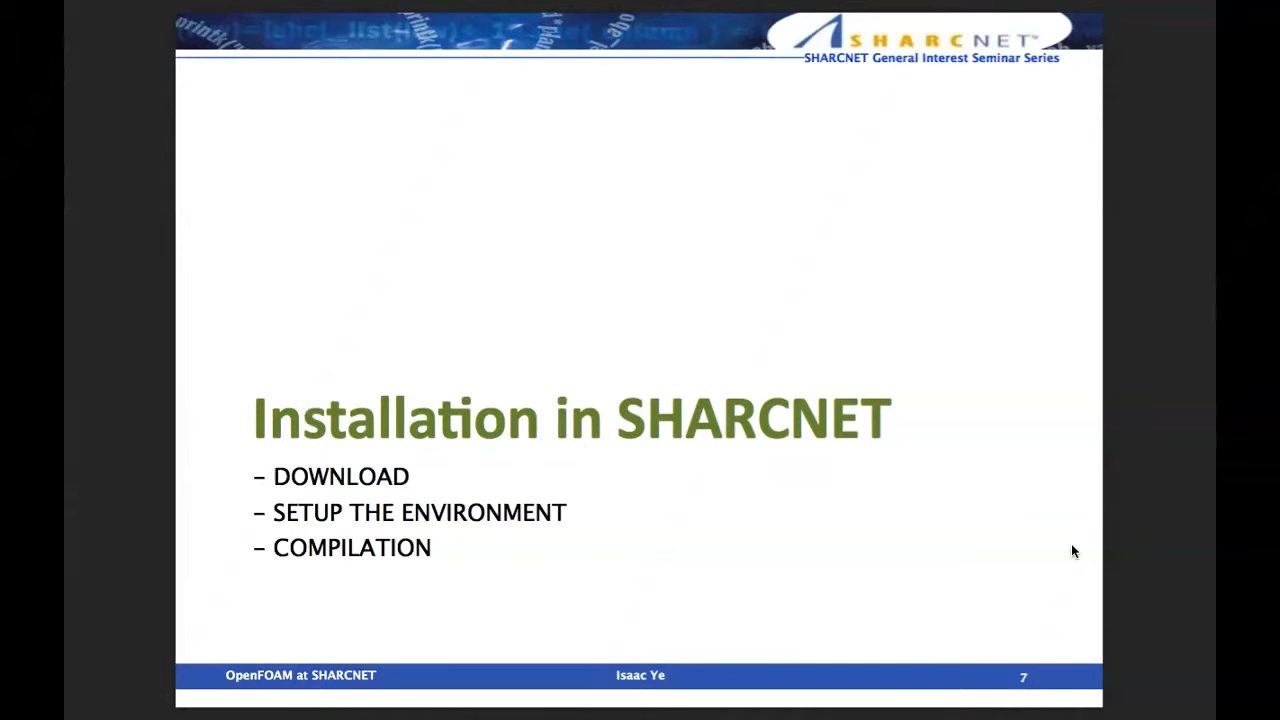 SHARCNET™
SHARCNET General Interest Seminar Series
Installation in SHARCNET
– DOWNLOAD
– SETUP THE ENVIRONMENT
– COMPILATION
OpenFOAM at SHARCNET
Isaac Ye
7